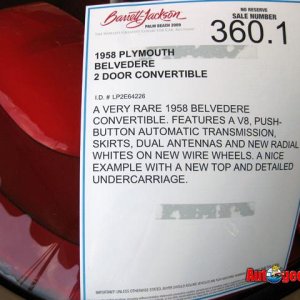 Barrett-Jackson
PALM BEACH 2009
NO RESERVE
SALE NUMBER
360.1
1958 PLYMOUTH
BELVEDERE
2 DOOR CONVERTIBLE
I.D. # LP2E64226
A VERY RARE 1958 BELVEDERE
CONVERTIBLE. FEATURES A V8, PUSH-
BUTTON AUTOMATIC TRANSMISSION,
SKIRTS, DUAL ANTENNAS AND NEW RADIAL
WHITES ON NEW WIRE WHEELS. A NICE
EXAMPLE WITH A NEW TOP AND DETAILED
UNDERCARRIAGE.